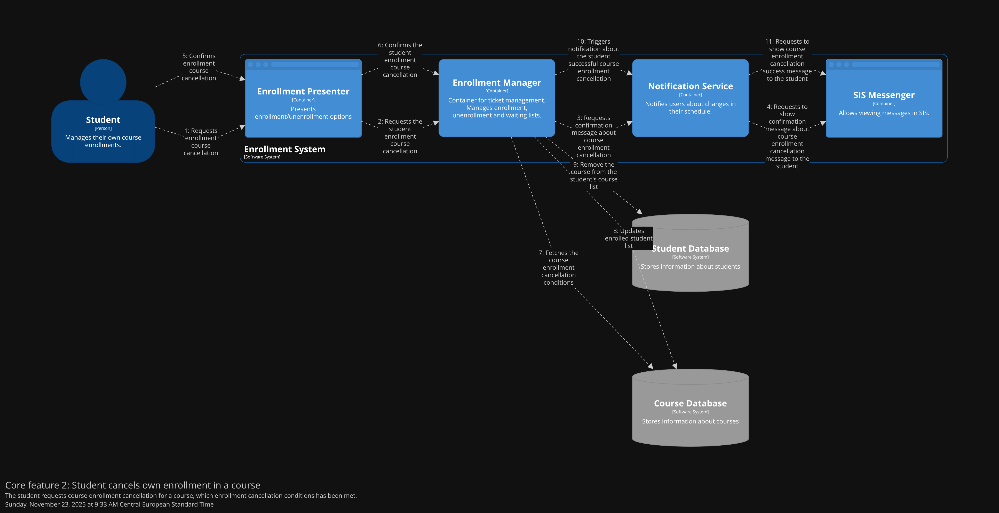 10: Triggers
notification about
the student
successful course
enrollment
cancellation
11: Requests to
show course
enrollment
cancellation
success message
to the student
6: Confirms the
student
enrollment
course
cancellation
5: Confirms
enrollment
course
cancellation
Student
[Person]
Manages their own course
enrollments.
1: Requests
enrollment
course
cancellation
Enrollment Presenter
[Container]
Presents
enrollment/unenrollment options
Enrollment System
[Software System]
2: Requests the
student
enrollment
course
cancellation
Enrollment Manager
[Container]
Container for ticket management.
Manages enrollment,
unenrollment and waiting lists.
3: Requests
confirmation
message about
course
enrollment
cancellation
Notification Service
[Container]
Notifies users about changes in
their schedule.
4: Requests to
show
confirmation
message about
course
enrollment
cancellation
message to the
student
SIS Messenger
[Container]
Allows viewing messages in SIS.
9: Remove the
course from the
student's course
list
8: Updates
enrolled student
list
Student Database
[Software System]
Stores information about students
7: Fetches the
course
enrollment
cancellation
conditions
Course Database
[Software System]
Stores information about courses
Core feature 2: Student cancels own enrollment in a course
The student requests course enrollment cancellation for a course, which enrollment cancellation conditions has been met.
Sunday, November 23, 2025 at 9:33 AM Central European Standard Time